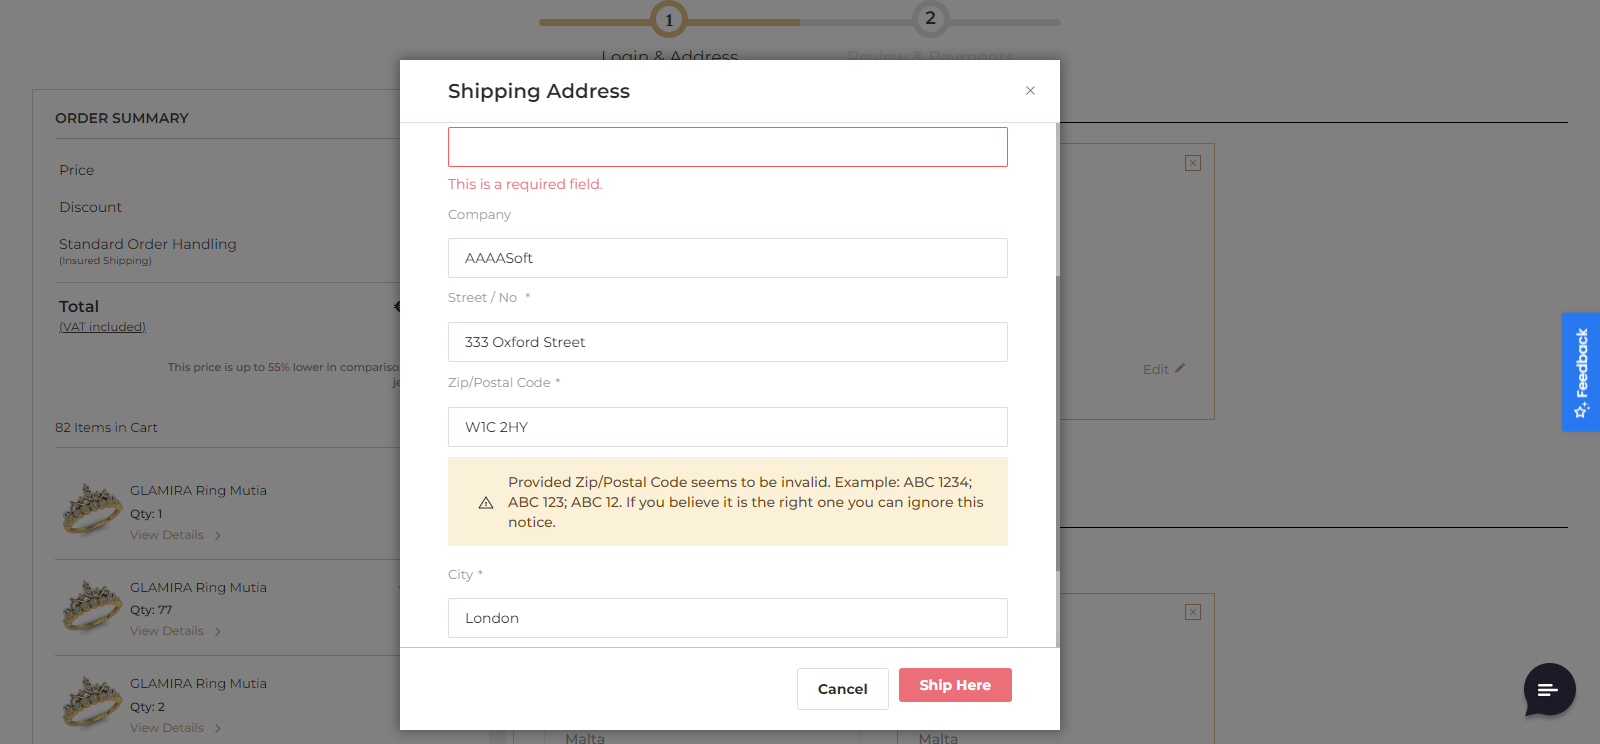 1
2
Login & Address
Review & Payments
Shipping Address
ORDER SUMMARY
Price
Discount
Standard Order Handling
(Insured Shipping)
Total
€
(VAT included)
This price is up to 55% lower in compariso
je
82 Items in Cart
GLAMIRA Ring Mutia
Qty: 1
View Details
GLAMIRA Ring Mutia
Qty: 77
View Details
GLAMIRA Ring Mutia
Qty: 2
View Details
This is a required field.
Company
AAAASoft
Street / No *
333 Oxford Street
Zip/Postal Code *
W1C 2HY
Provided Zip/Postal Code seems to be invalid. Example: ABC 1234;
ABC 123; ABC 12. If you believe it is the right one you can ignore this
notice.
City *
London
Cancel
Ship Here
Edit
Feedback
Malta
Malta